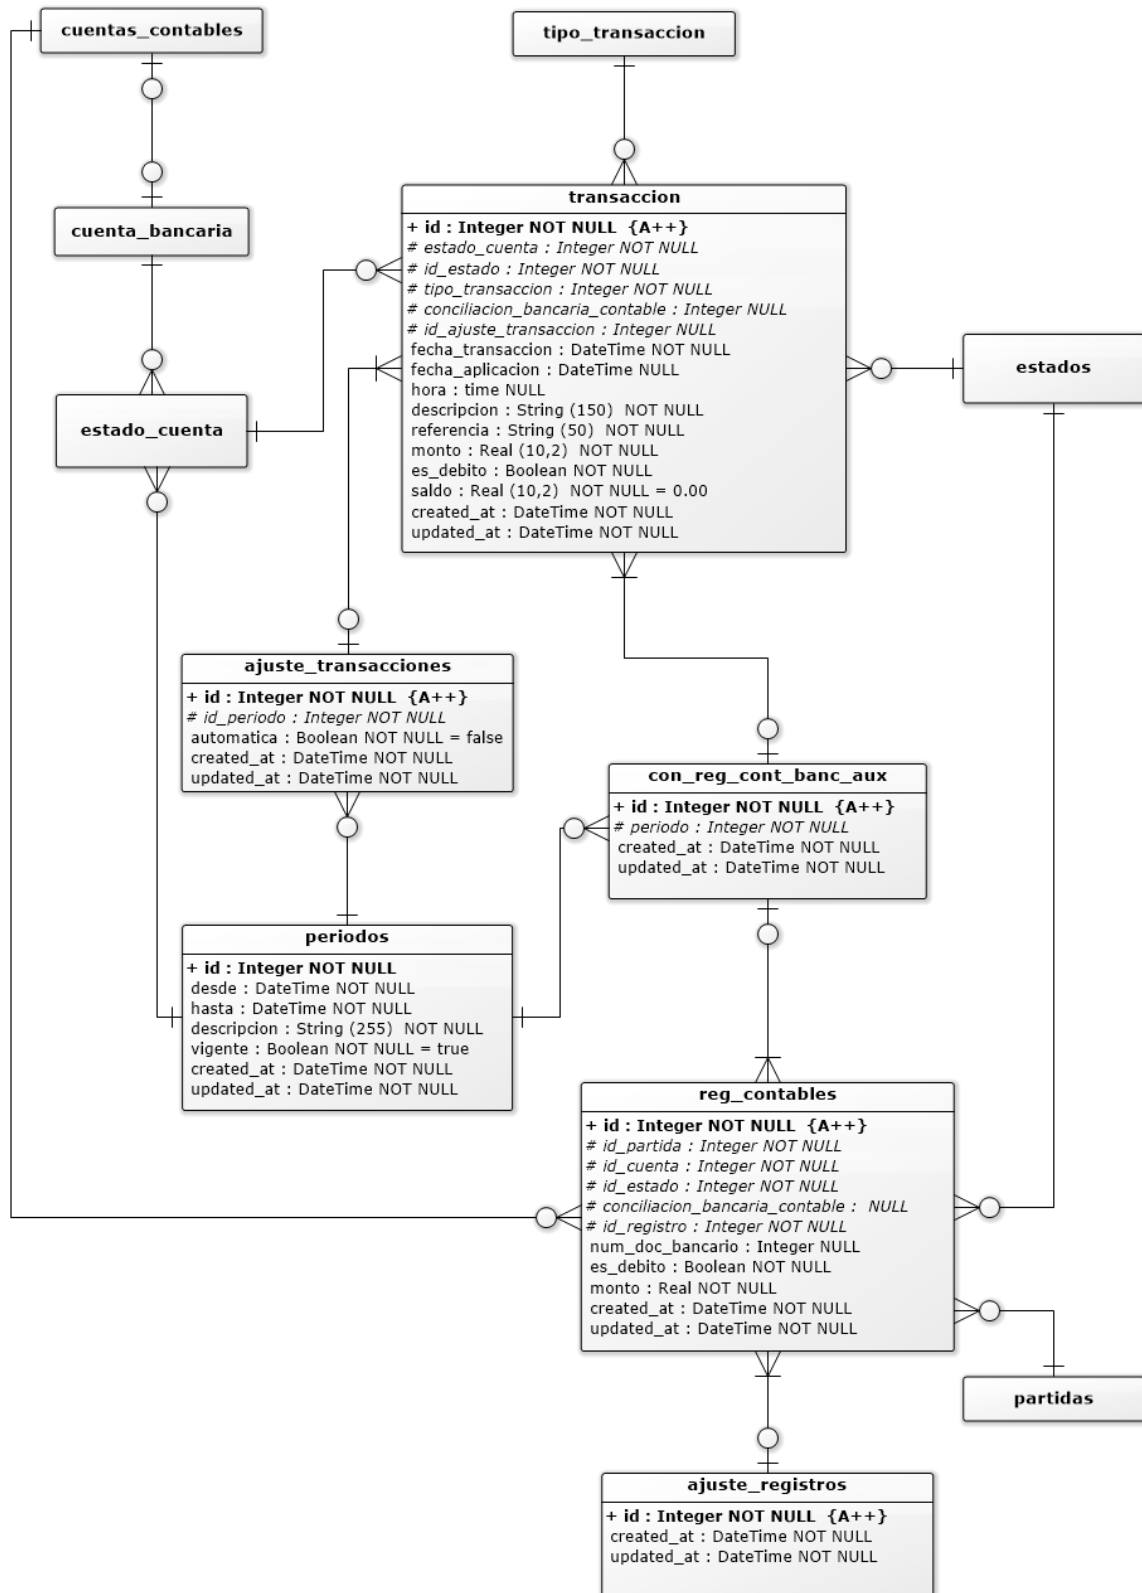 cuentas_contables
tipo_transaccion
cuenta_bancaria
estado_cuenta
transaccion
+ id : Integer NOT NULL  {A++}
# estado_cuenta : Integer NOT NULL
# id_estado : Integer NOT NULL
# tipo_transaccion : Integer NOT NULL
# conciliacion_bancaria_contable : Integer NULL
# id_ajuste_transaccion : Integer NULL
fecha_transaccion : DateTime NOT NULL
fecha_aplicacion : DateTime NULL
hora : time NULL
descripcion : String (150)  NOT NULL
referencia : String (50)  NOT NULL
monto : Real (10,2)  NOT NULL
es_debito : Boolean NOT NULL
saldo : Real (10,2)  NOT NULL = 0.00
created_at : DateTime NOT NULL
updated_at : DateTime NOT NULL
estados
ajuste_transacciones
+ id : Integer NOT NULL  {A++}
# id_periodo : Integer NOT NULL
automatica : Boolean NOT NULL = false
created_at : DateTime NOT NULL
updated_at : DateTime NOT NULL
con_reg_cont_banc_aux
+ id : Integer NOT NULL  {A++}
# periodo : Integer NOT NULL
created_at : DateTime NOT NULL
updated_at : DateTime NOT NULL
periodos
+ id : Integer NOT NULL
desde : DateTime NOT NULL
hasta : DateTime NOT NULL
descripcion : String (255)  NOT NULL
vigente : Boolean NOT NULL = true
created_at : DateTime NOT NULL
updated_at : DateTime NOT NULL
reg_contables
+ id : Integer NOT NULL  {A++}
# id_partida : Integer NOT NULL
# id_cuenta : Integer NOT NULL
# id_estado : Integer NOT NULL
# conciliacion_bancaria_contable :  NULL
# id_registro : Integer NOT NULL
num_doc_bancario : Integer NULL
es_debito : Boolean NOT NULL
monto : Real NOT NULL
created_at : DateTime NOT NULL
updated_at : DateTime NOT NULL
partidas
ajuste_registros
+ id : Integer NOT NULL  {A++}
created_at : DateTime NOT NULL
updated_at : DateTime NOT NULL